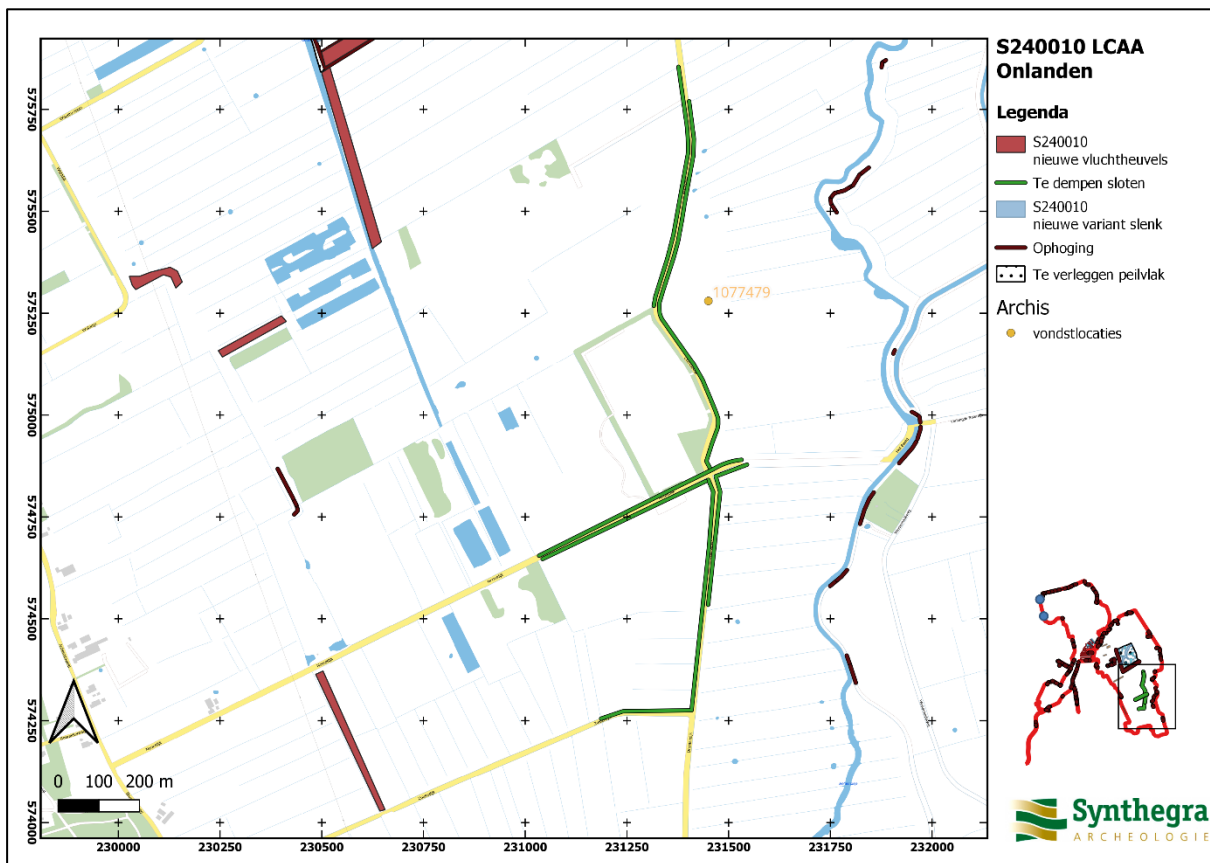 S240010 LCAA
Onlanden
Legenda
S240010
nieuwe vluchtheuvels
Te dempen sloten
S240010
nieuwe variant slenk
Ophoging
Te verleggen peilvlak
Archis
vondstlocaties
1077479
575750
575500
575250
575000
574750
574500
574250
574000
0 100 200 m
230000 230250 230500 230750 231000 231250 231500 231750 232000
Synthegra
ARCHEOLOGIE